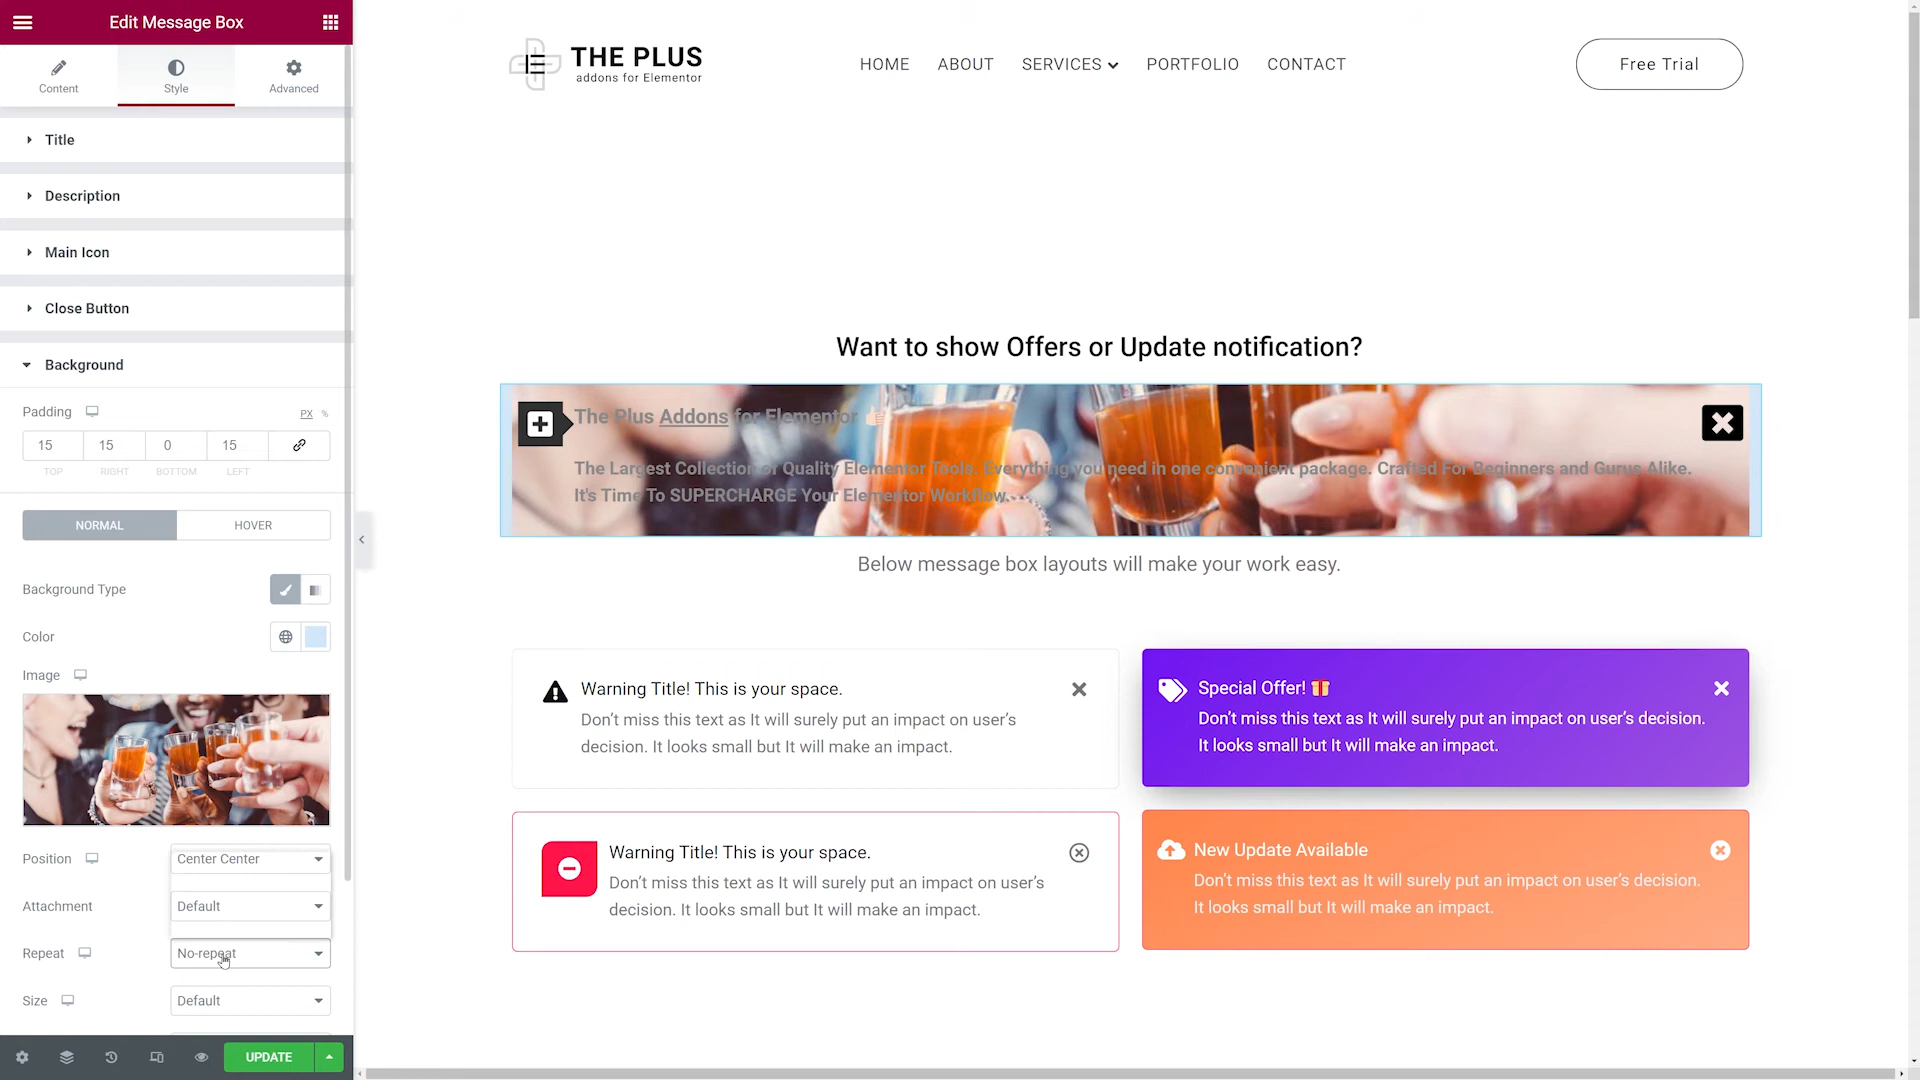 Edit Message Box
Content
Style
Advanced
Title
Description
Main Icon
Close Button
Background
Padding
PX %
15 15 0 15
TOP RIGHT BOTTOM LEFT
NORMAL HOVER
Background Type
Color
Image
Position Center Center
Attachment Default
Repeat No-repeat
Size Default
UPDATE
THE PLUS
addons for Elementor
HOME ABOUT SERVICES PORTFOLIO CONTACT
Free Trial
Want to show Offers or Update notification?
The Plus Addons for Elementor
The Largest Collection of Quality Elementor Tools. Everything you need in one convenient package. Crafted For Beginners and Gurus Alike.
It's Time To SUPERCHARGE Your Elementor Workflow.
Below message box layouts will make your work easy.
Warning Title! This is your space.
Don’t miss this text as It will surely put an impact on user’s
decision. It looks small but It will make an impact.
Special Offer!
Don’t miss this text as It will surely put an impact on user’s decision.
It looks small but It will make an impact.
Warning Title! This is your space.
Don’t miss this text as It will surely put an impact on user’s
decision. It looks small but It will make an impact.
New Update Available
Don’t miss this text as It will surely put an impact on user’s decision.
It looks small but It will make an impact.